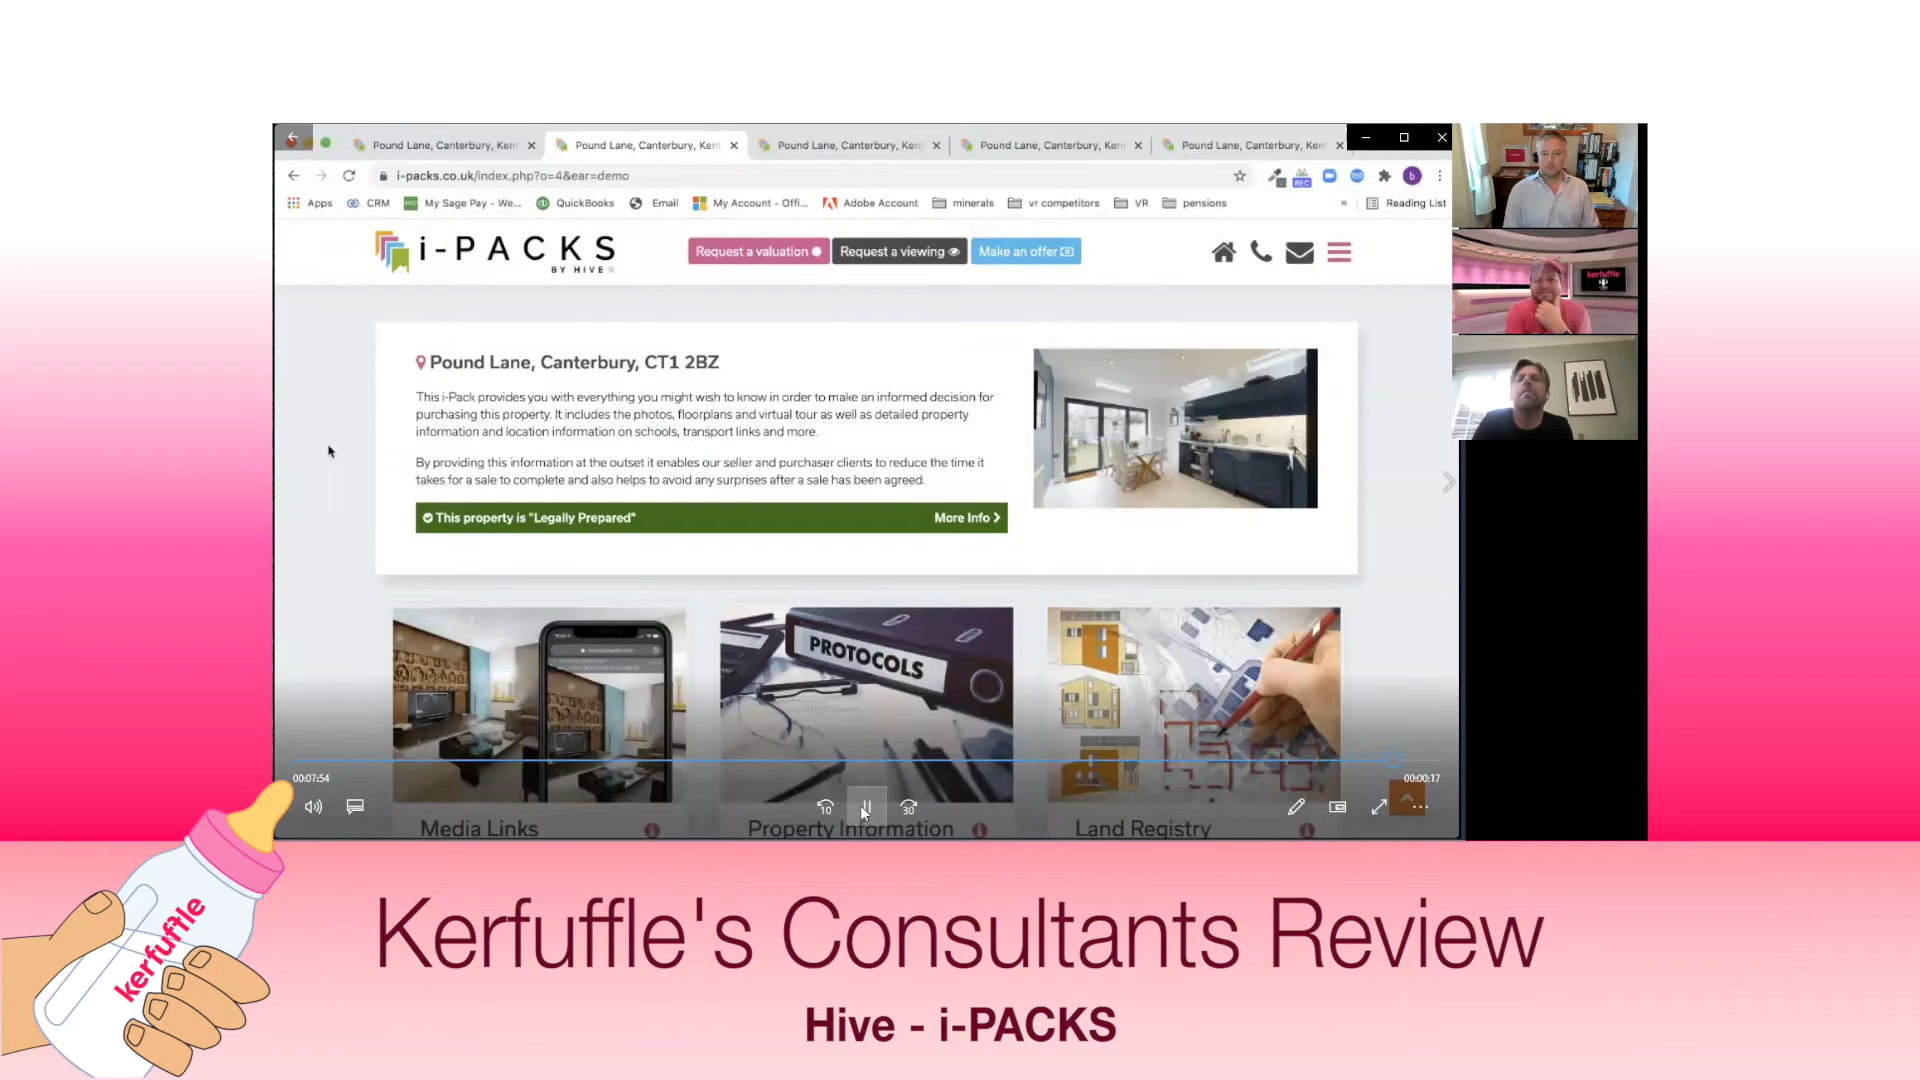 Pound Lane, Canterbury, Kent
Pound Lane, Canterbury, Kent
Pound Lane, Canterbury, Ken
Pound Lane, Canterbury, Kent
Pound Lane, Canterbury, Kent
i-packs.co.uk/index.php?o=4&ear=demo
REC
b
Apps
CRM
My Sage Pay - We...
QuickBooks
Email
My Account - Offi...
Adobe Account
minerals
vr competitors
VR
pensions
»
Reading List
i-PACKS
BY HIVE
Request a valuation
Request a viewing
Make an offer
Pound Lane, Canterbury, CT1 2BZ
This i-Pack provides you with everything you might wish to know in order to make an informed decision for
purchasing this property. It includes the photos, floorplans and virtual tour as well as detailed property
information and location information on schools, transport links and more.
By providing this information at the outset it enables our seller and purchaser clients to reduce the time it
takes for a sale to complete and also helps to avoid any surprises after a sale has been agreed.
This property is "Legally Prepared"
More Info
kerfuffle
PROTOCOLS
00:07:54
00:00:17
10
30
Media Links
Property Information
Land Registry
kerfuffle
Kerfuffle's Consultants Review
Hive - i-PACKS